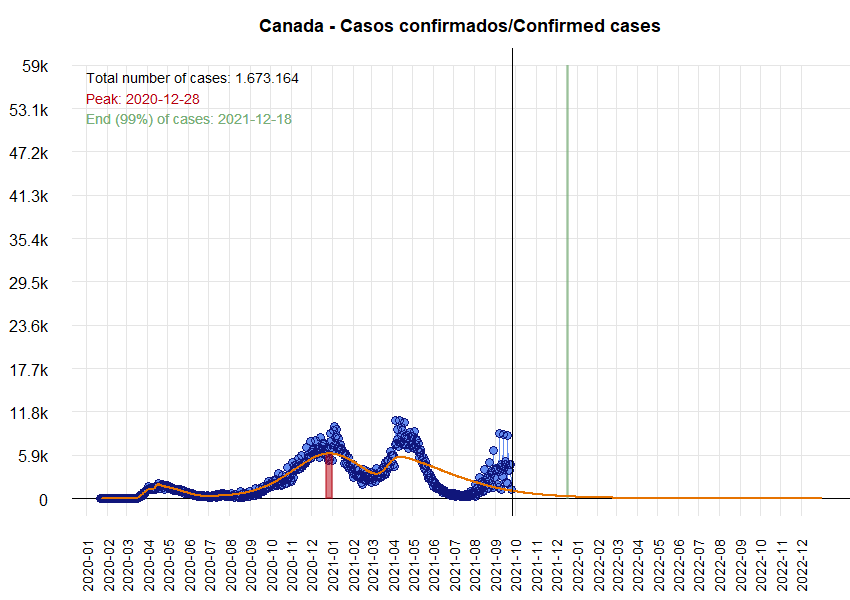 Canada - Casos confirmados/Confirmed cases
Total number of cases: 1.673.164
Peak: 2020-12-28
End (99%) of cases: 2021-12-18
59k
53.1k
47.2k
41.3k
35.4k
29.5k
23.6k
17.7k
11.8k
5.9k
0
2020-01
2020-02
2020-03
2020-04
2020-05
2020-06
2020-07
2020-08
2020-09
2020-10
2020-11
2020-12
2021-01
2021-02
2021-03
2021-04
2021-05
2021-06
2021-07
2021-08
2021-09
2021-10
2021-11
2021-12
2022-01
2022-02
2022-03
2022-04
2022-05
2022-06
2022-07
2022-08
2022-09
2022-10
2022-11
2022-12